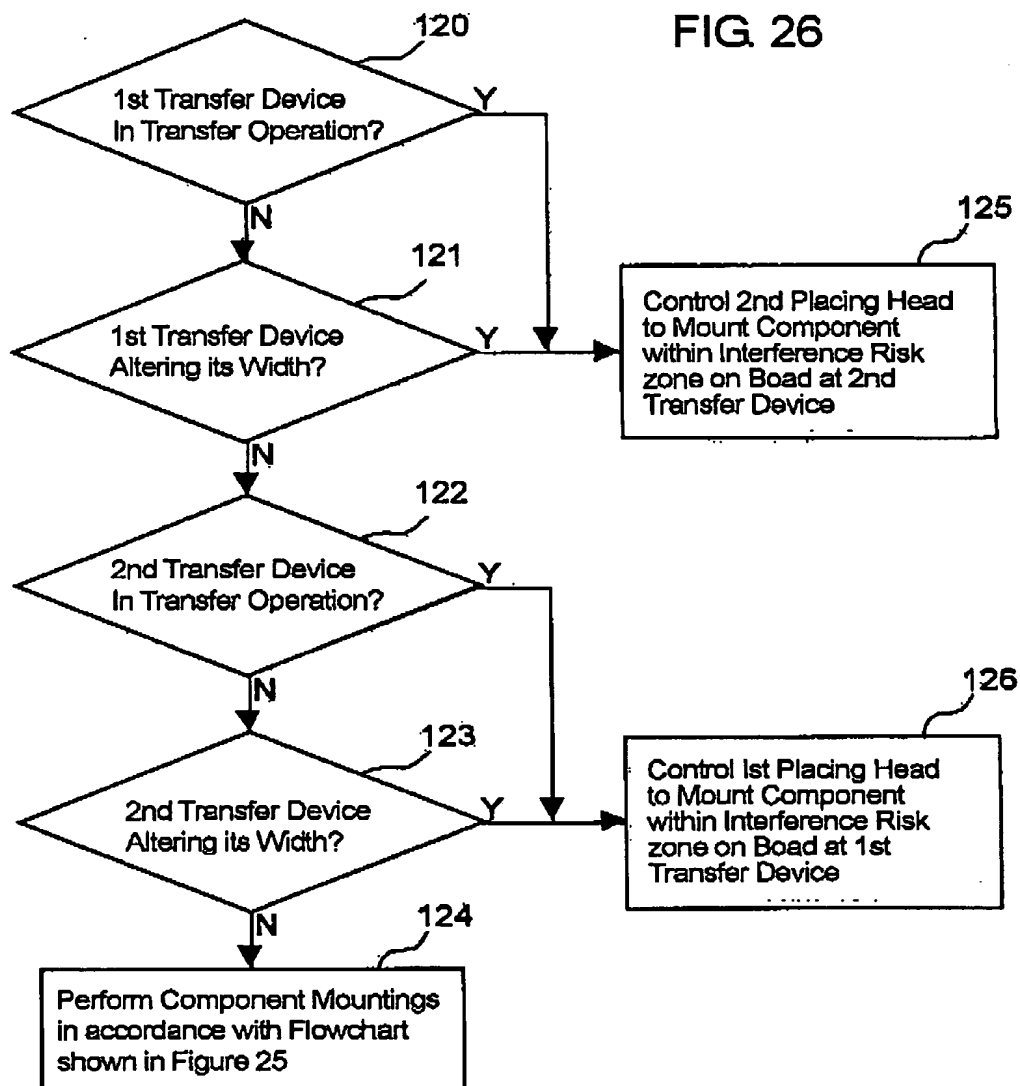 FIG. 26
120
1st Transfer Device
In Transfer Operation?
Y
N
121
1st Transfer Device
Altering its Width?
Y
N
125
Control 2nd Placing Head
to Mount Component
within Interference Risk
zone on Boad at 2nd
Transfer Device
122
2nd Transfer Device
In Transfer Operation?
Y
N
123
2nd Transfer Device
Altering its Width?
Y
N
126
Control Ist Placing Head
to Mount Component
within Interference Risk
zone on Boad at 1st
Transfer Device
124
Perform Component Mountings
in accordance with Flowchart
shown in Figure 25